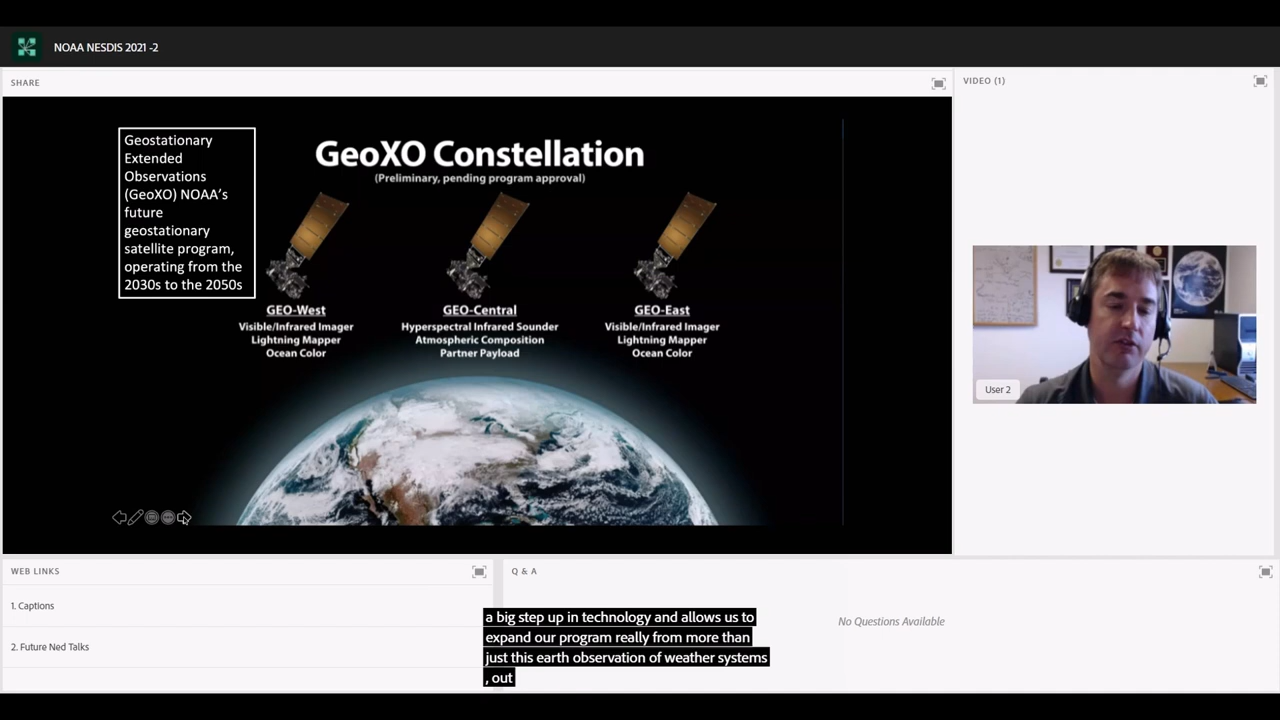 NOAA NESDIS 2021 -2
SHARE
VIDEO (1)
Geostationary
Extended
Observations
(GeoXO) NOAA’s
future
geostationary
satellite program,
operating from the
2030s to the 2050s
GeoXO Constellation
(Preliminary, pending program approval)
GEO-West
Visible/Infrared Imager
Lightning Mapper
Ocean Color
GEO-Central
Hyperspectral Infrared Sounder
Atmospheric Composition
Partner Payload
GEO-East
Visible/Infrared Imager
Lightning Mapper
Ocean Color
User 2
WEB LINKS
1. Captions
2. Future Ned Talks
Q & A
No Questions Available
a big step up in technology and allows us to
expand our program really from more than
just this earth observation of weather systems
, out